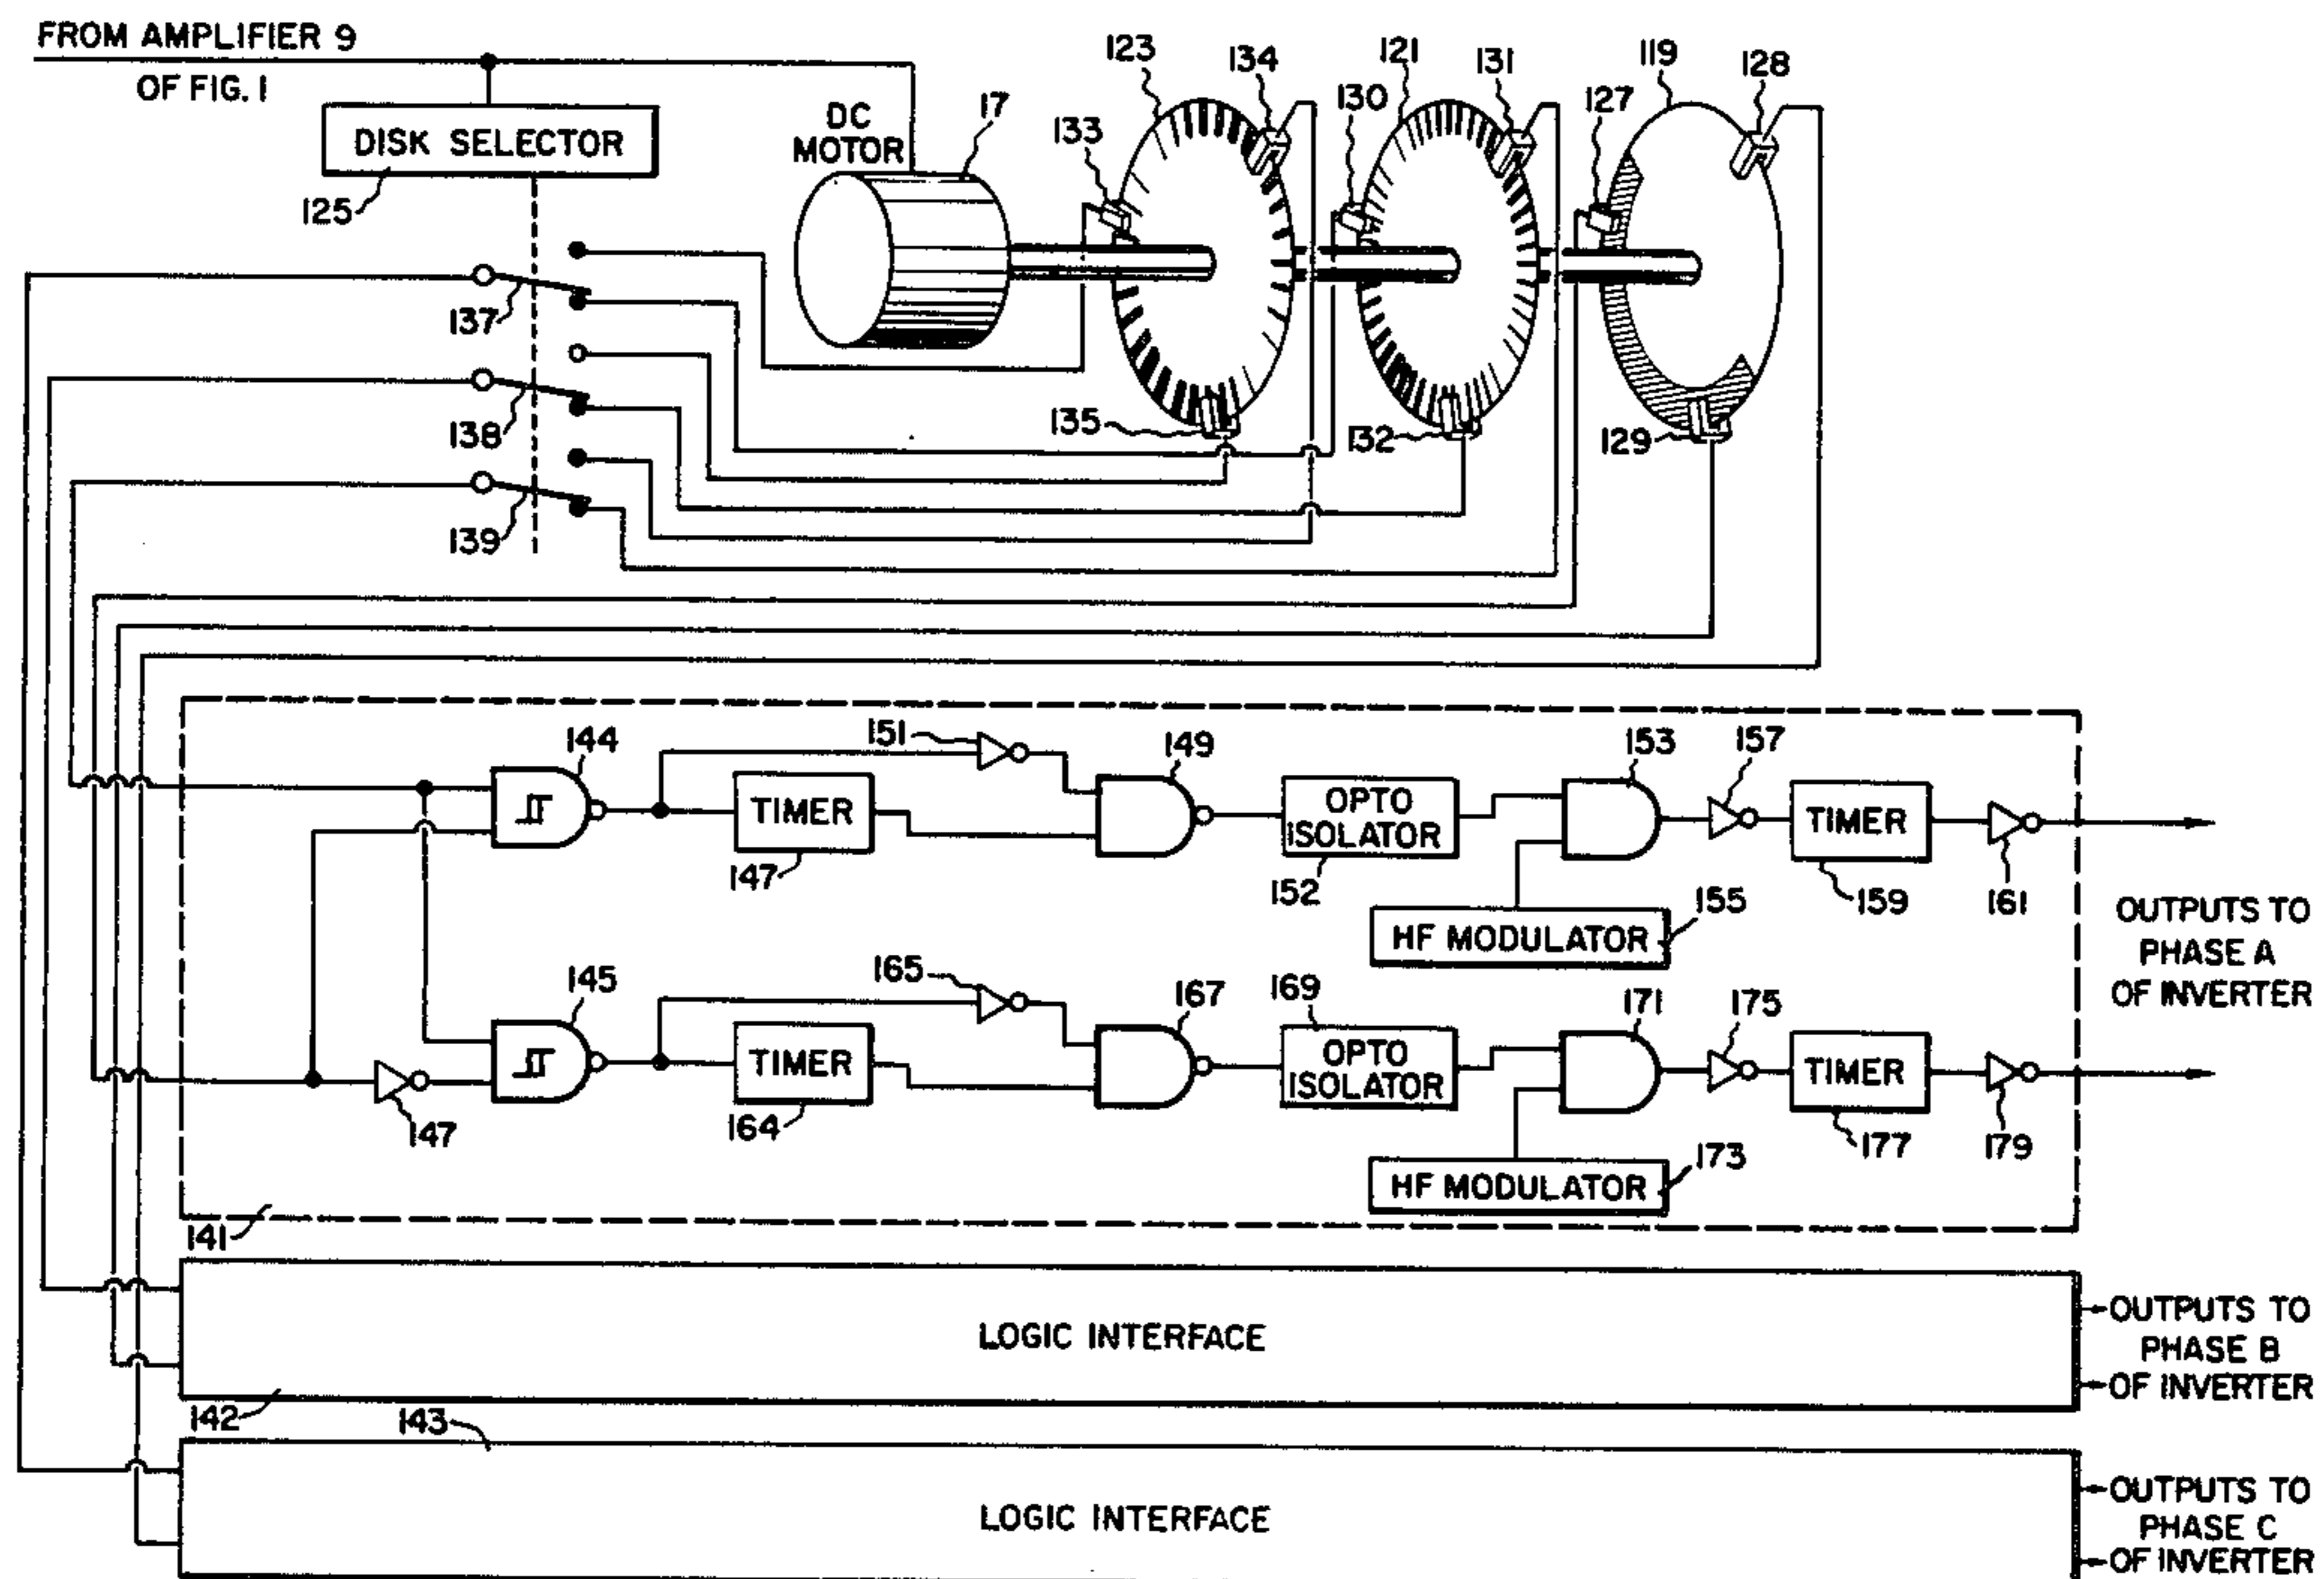 FROM AMPLIFIER 9
OF FIG. 1
DISK SELECTOR
125
DC
MOTOR
17
123
134
121
131
119
128
133
130
127
137
138
139
135
132
129
144
151
149
153
157
TIMER
147
OPTO
ISOLATOR
152
HF MODULATOR
155
TIMER
159
161
OUTPUTS TO
PHASE A
OF INVERTER
145
165
167
169
171
175
147
TIMER
164
OPTO
ISOLATOR
HF MODULATOR
173
TIMER
177
179
141
LOGIC INTERFACE
142
OUTPUTS TO
PHASE B
OF INVERTER
143
LOGIC INTERFACE
OUTPUTS TO
PHASE C
OF INVERTER